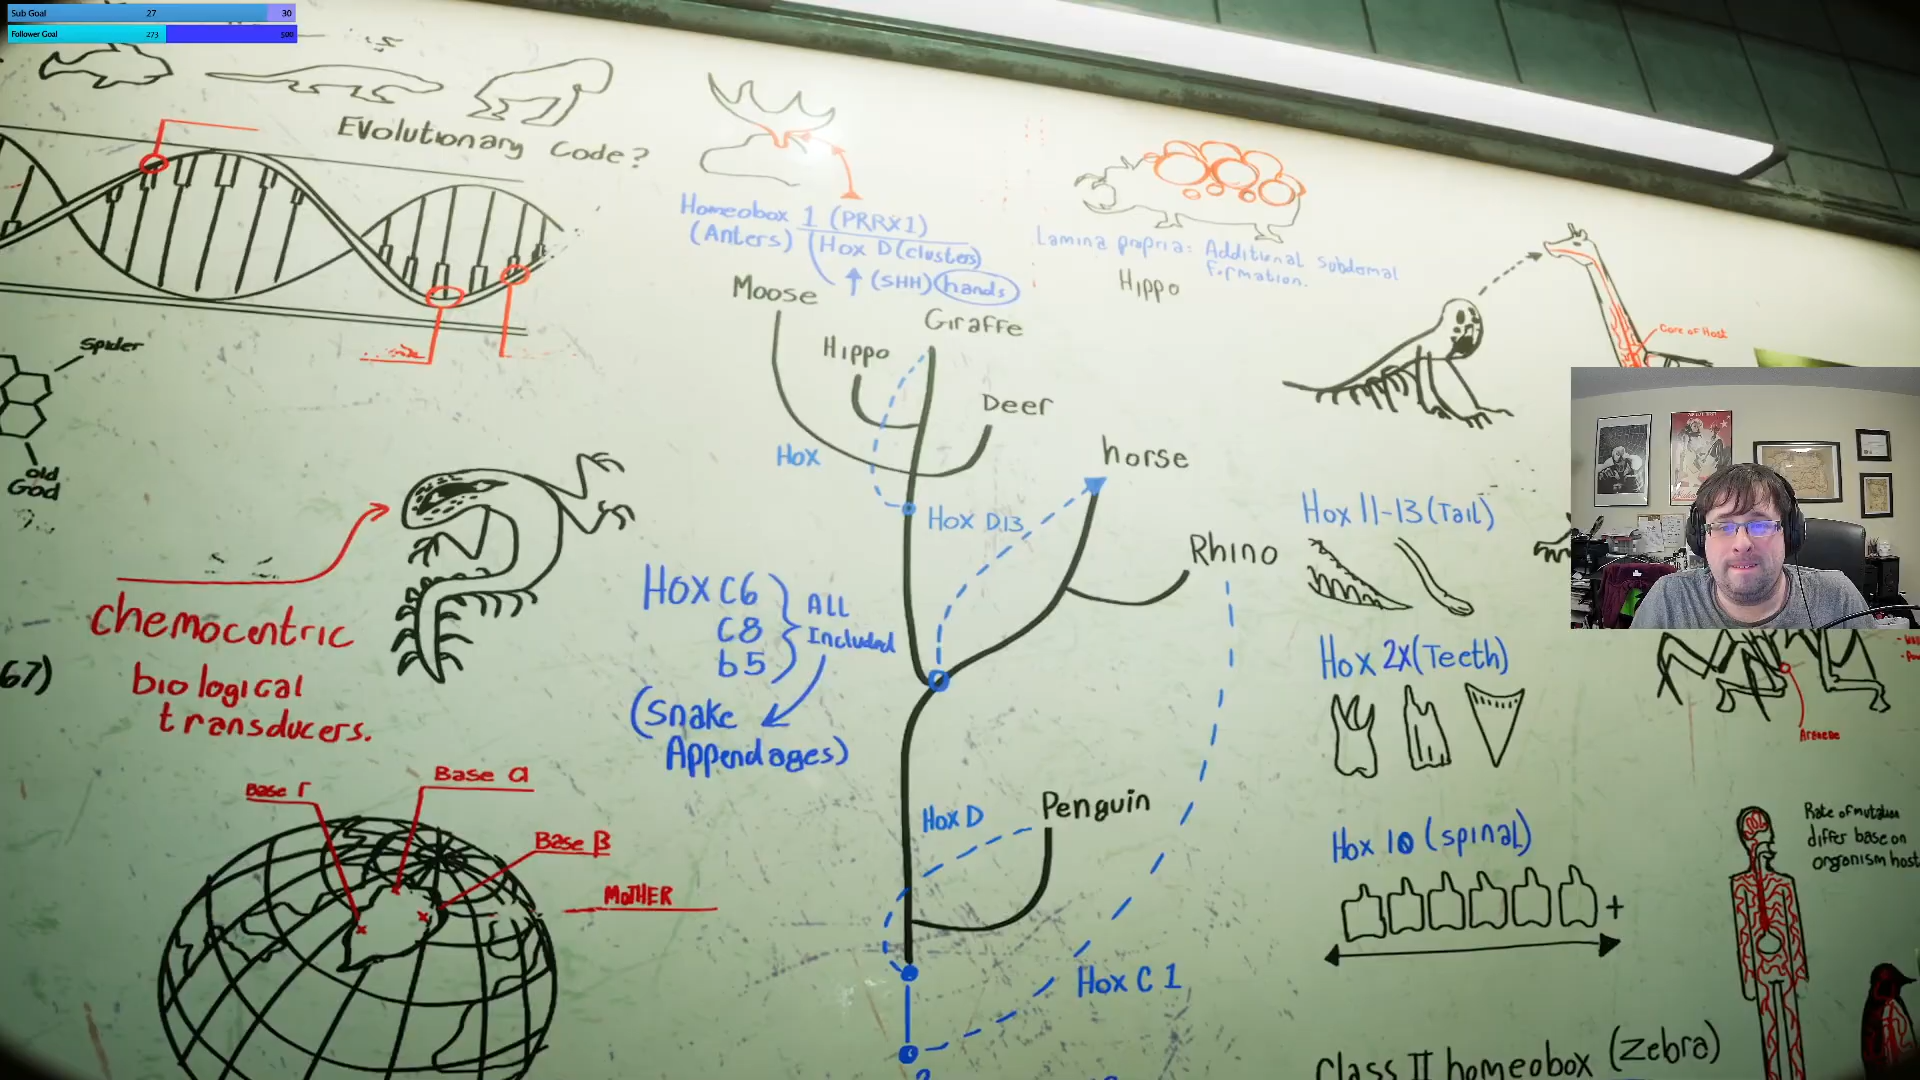 Sub Goal 27 30
Follower Goal 273 500
Evolutionary Code?
Homeobox 1 (PRRX1)
(Anters) (Hox D (clusters)
(SHH) hands
Lamina propria: Additional Subdemal
Formation.
Hippo
Moose
Giraffe
Hippo
Deer
Core of Host
Spider
old
God
Hox
horse
Hox D13
Rhino
Hox 11-13 (Tail)
Hox C6
C8
b5
ALL
Included
(Snake
Appendages)
chemocentric
biological
transducers.
67)
Hox 2X (Teeth)
Base Γ
Base α
Base B
MOTHER
Hox D
Penguin
Hox 10 (spinal)
+
Hox C 1
Rate of mutation
differ base on
organism host
Class II homeobox (Zebra)